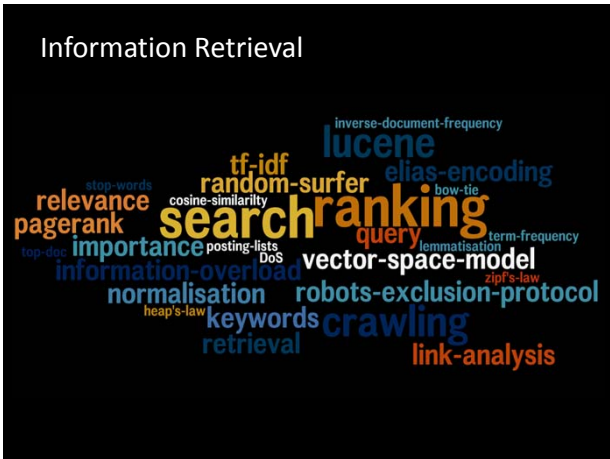 Information Retrieval
inverse-document-frequency
lucene
tf-idf
elias-encoding
stop-words
random-surfer
bow-tie
relevance
cosine-similarilty
search
ranking
pagerank
query
term-frequency
top-doc
importance
posting-lists
lemmatisation
DoS
vector-space-model
information-overload
zipf's-law
normalisation
robots-exclusion-protocol
heap's-law
keywords
crawling
retrieval
link-analysis